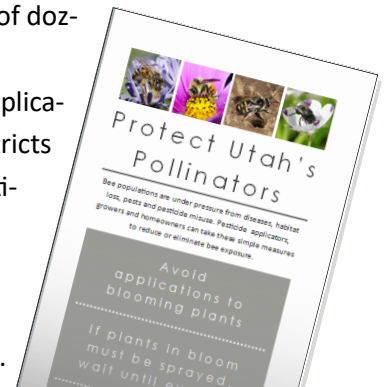 of doz-
plica-
ricts
ti-
.
Protect Utah's
Pollinators
Bee populations are under pressure from diseases, habitat
loss, pests and pesticide misuse. Pesticide applicators,
growers and homeowners can take these simple measures
to reduce or eliminate bee exposure.
Avoid
applications to
blooming plants
If plants in bloom
must be sprayed,
wait until